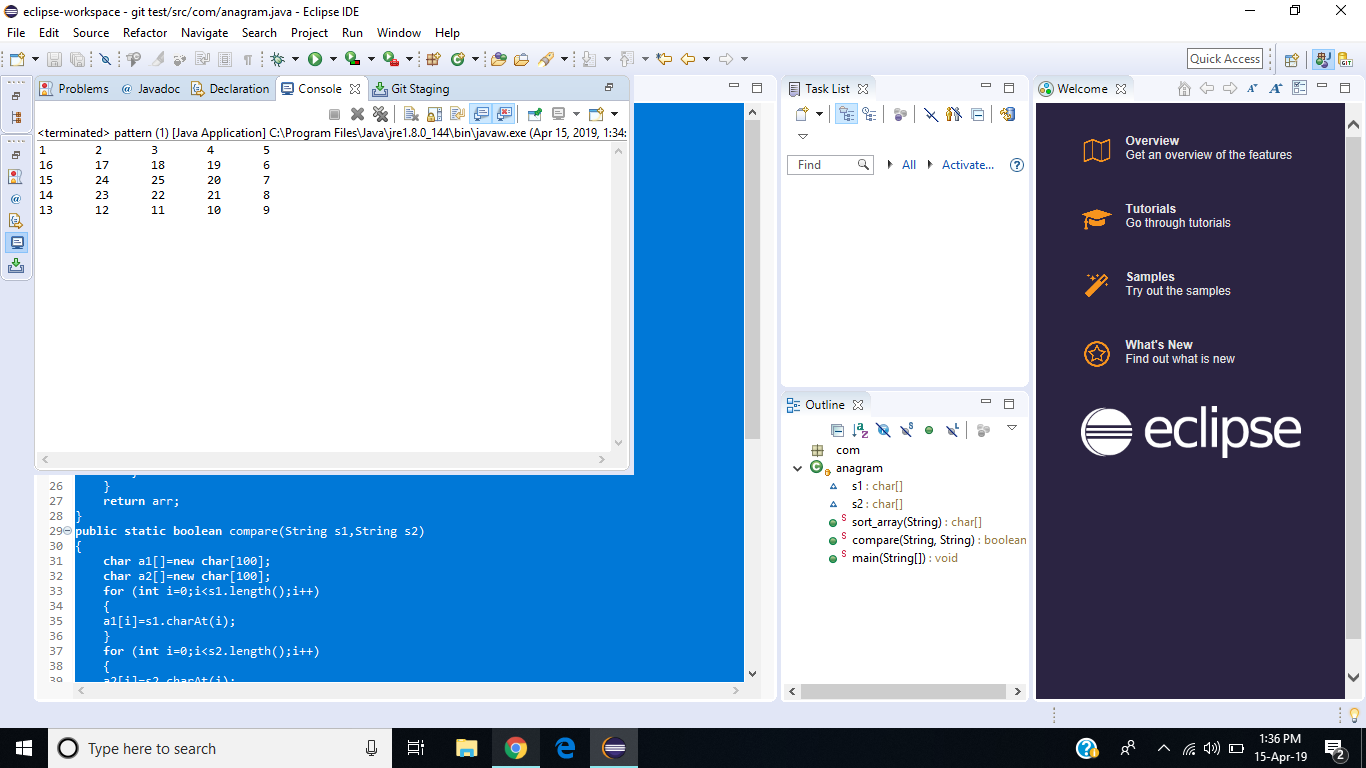 eclipse-workspace - git test/src/com/anagram.java - Eclipse IDE
File Edit Source Refactor Navigate Search Project Run Window Help
Quick Access
Problems @ Javadoc Declaration Console Git Staging
<terminated> pattern (1) [Java Application] C:\Program Files\Java\jre1.8.0_144\bin\javaw.exe (Apr 15, 2019, 1:34:
1 2 3 4 5
16 17 18 19 6
15 24 25 20 7
14 23 22 21 8
13 12 11 10 9
26 }
27 return arr;
28 }
29 public static boolean compare(String s1,String s2)
30 {
31 char a1[]=new char[100];
32 char a2[]=new char[100];
33 for (int i=0;i<s1.length();i++)
34 {
35 a1[i]=s1.charAt(i);
36 }
37 for (int i=0;i<s2.length();i++)
38 {
39 a2[i]=s2.charAt(i);
Task List
Find All Activate...
Outline
com
anagram
s1 : char[]
s2 : char[]
sort_array(String) : char[]
compare(String, String) : boolean
main(String[]) : void
Welcome
Overview
Get an overview of the features
Tutorials
Go through tutorials
Samples
Try out the samples
What's New
Find out what is new
eclipse
Type here to search
1:36 PM
15-Apr-19
2